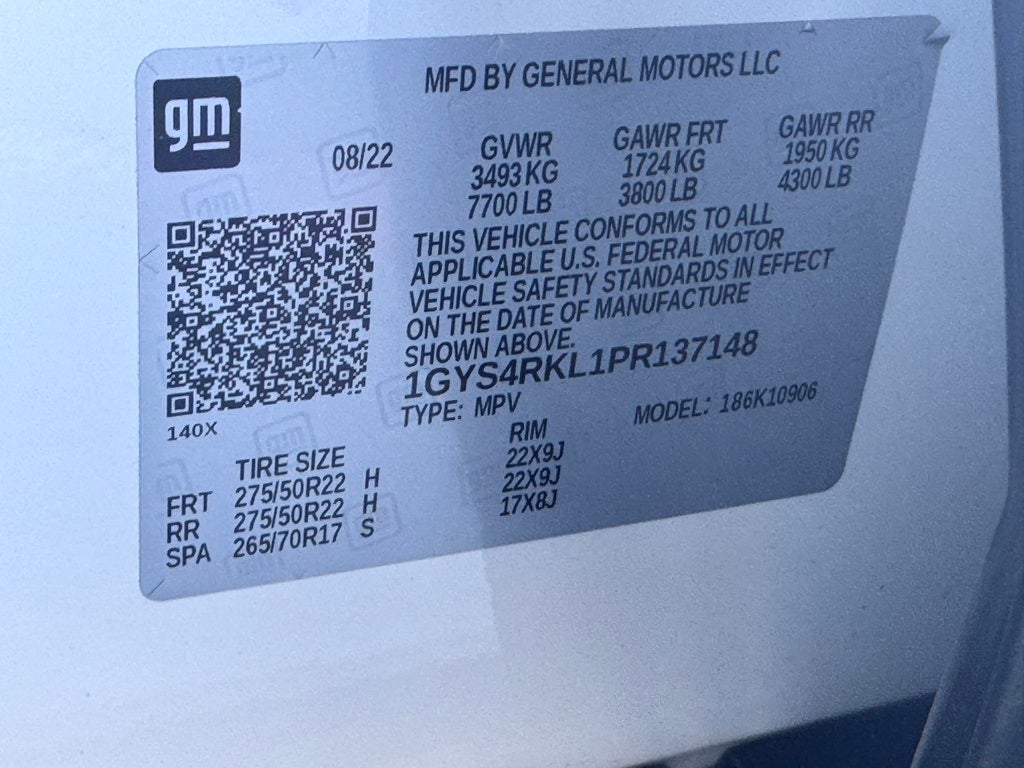 gm
MFD BY GENERAL MOTORS LLC
08/22 GVWR GAWR FRT GAWR RR
3493 KG 1724 KG 1950 KG
7700 LB 3800 LB 4300 LB
THIS VEHICLE CONFORMS TO ALL
APPLICABLE U.S. FEDERAL MOTOR
VEHICLE SAFETY STANDARDS IN EFFECT
ON THE DATE OF MANUFACTURE
SHOWN ABOVE.
1GYS4RKL1PR137148
TYPE: MPV MODEL: 186K10906
140X
TIRE SIZE RIM
FRT 275/50R22 H 22X9J
RR 275/50R22 H 22X9J
SPA 265/70R17 S 17X8J